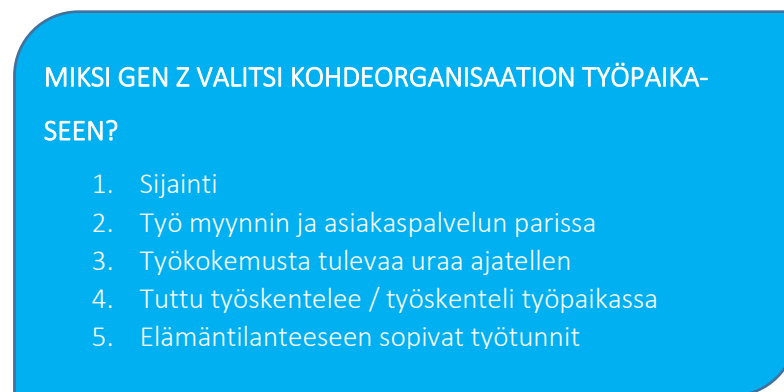 MIKSI GEN Z VALITSI KOHDEORGANISAATION TYÖPAIKA-
SEEN?
1. Sijainti
2. Työ myynnin ja asiakaspalvelun parissa
3. Työkokemusta tulevaa uraa ajatellen
4. Tuttu työskentelee / työskenteli työpaikassa
5. Elämäntilanteeseen sopivat työtunnit